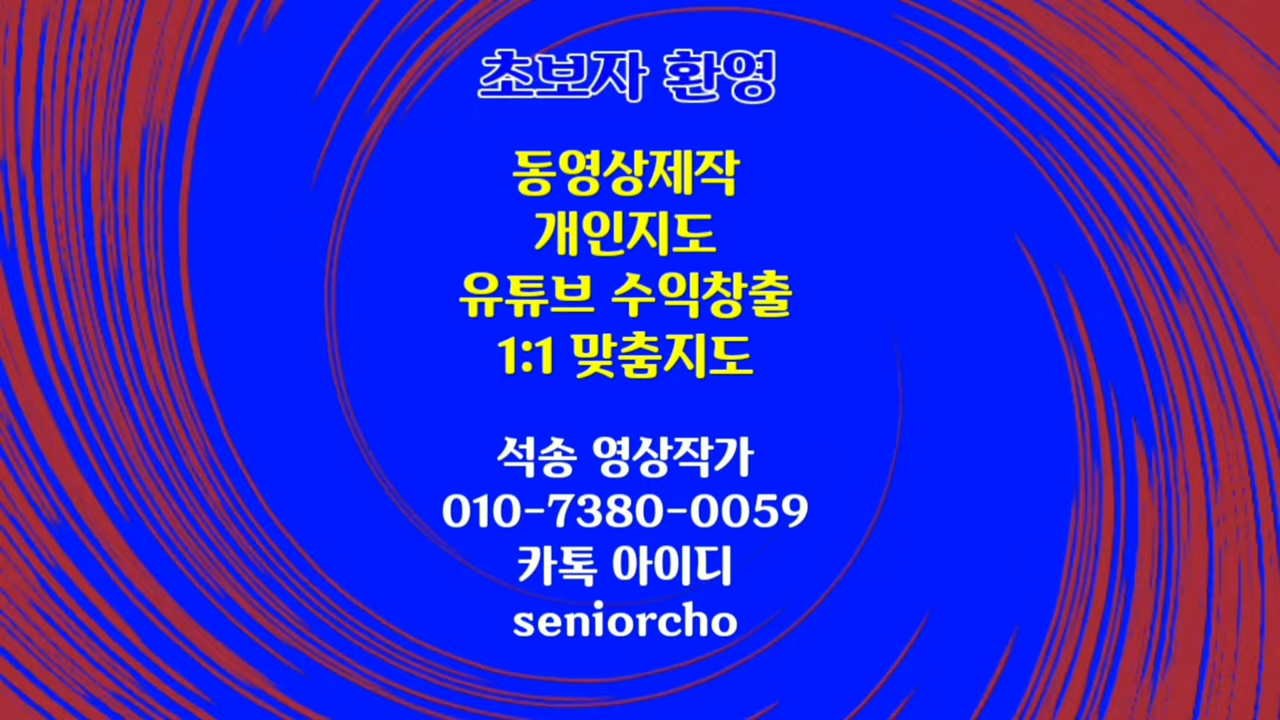 초보자 환영
동영상제작
개인지도
유튜브 수익창출
1:1 맞춤지도
석송 영상작가
010-7380-0059
카톡 아이디
seniorcho